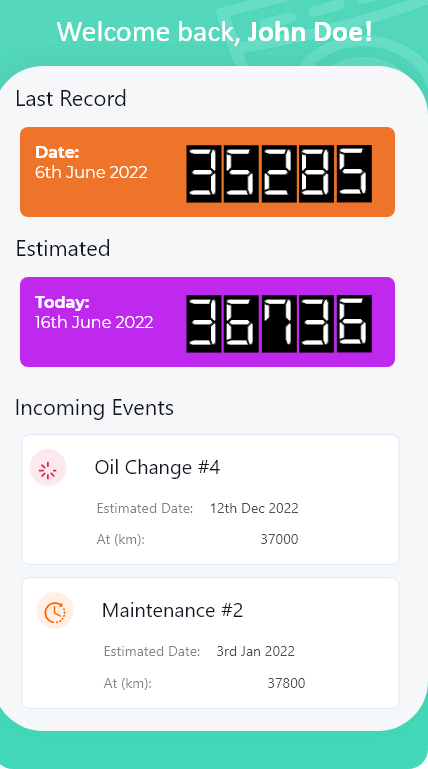 Welcome back, John Doe!
Last Record
Date:
6th June 2022
35285
Estimated
Today:
16th June 2022
36736
Incoming Events
Oil Change #4
Estimated Date: 12th Dec 2022
At (km): 37000
Maintenance #2
Estimated Date: 3rd Jan 2022
At (km): 37800